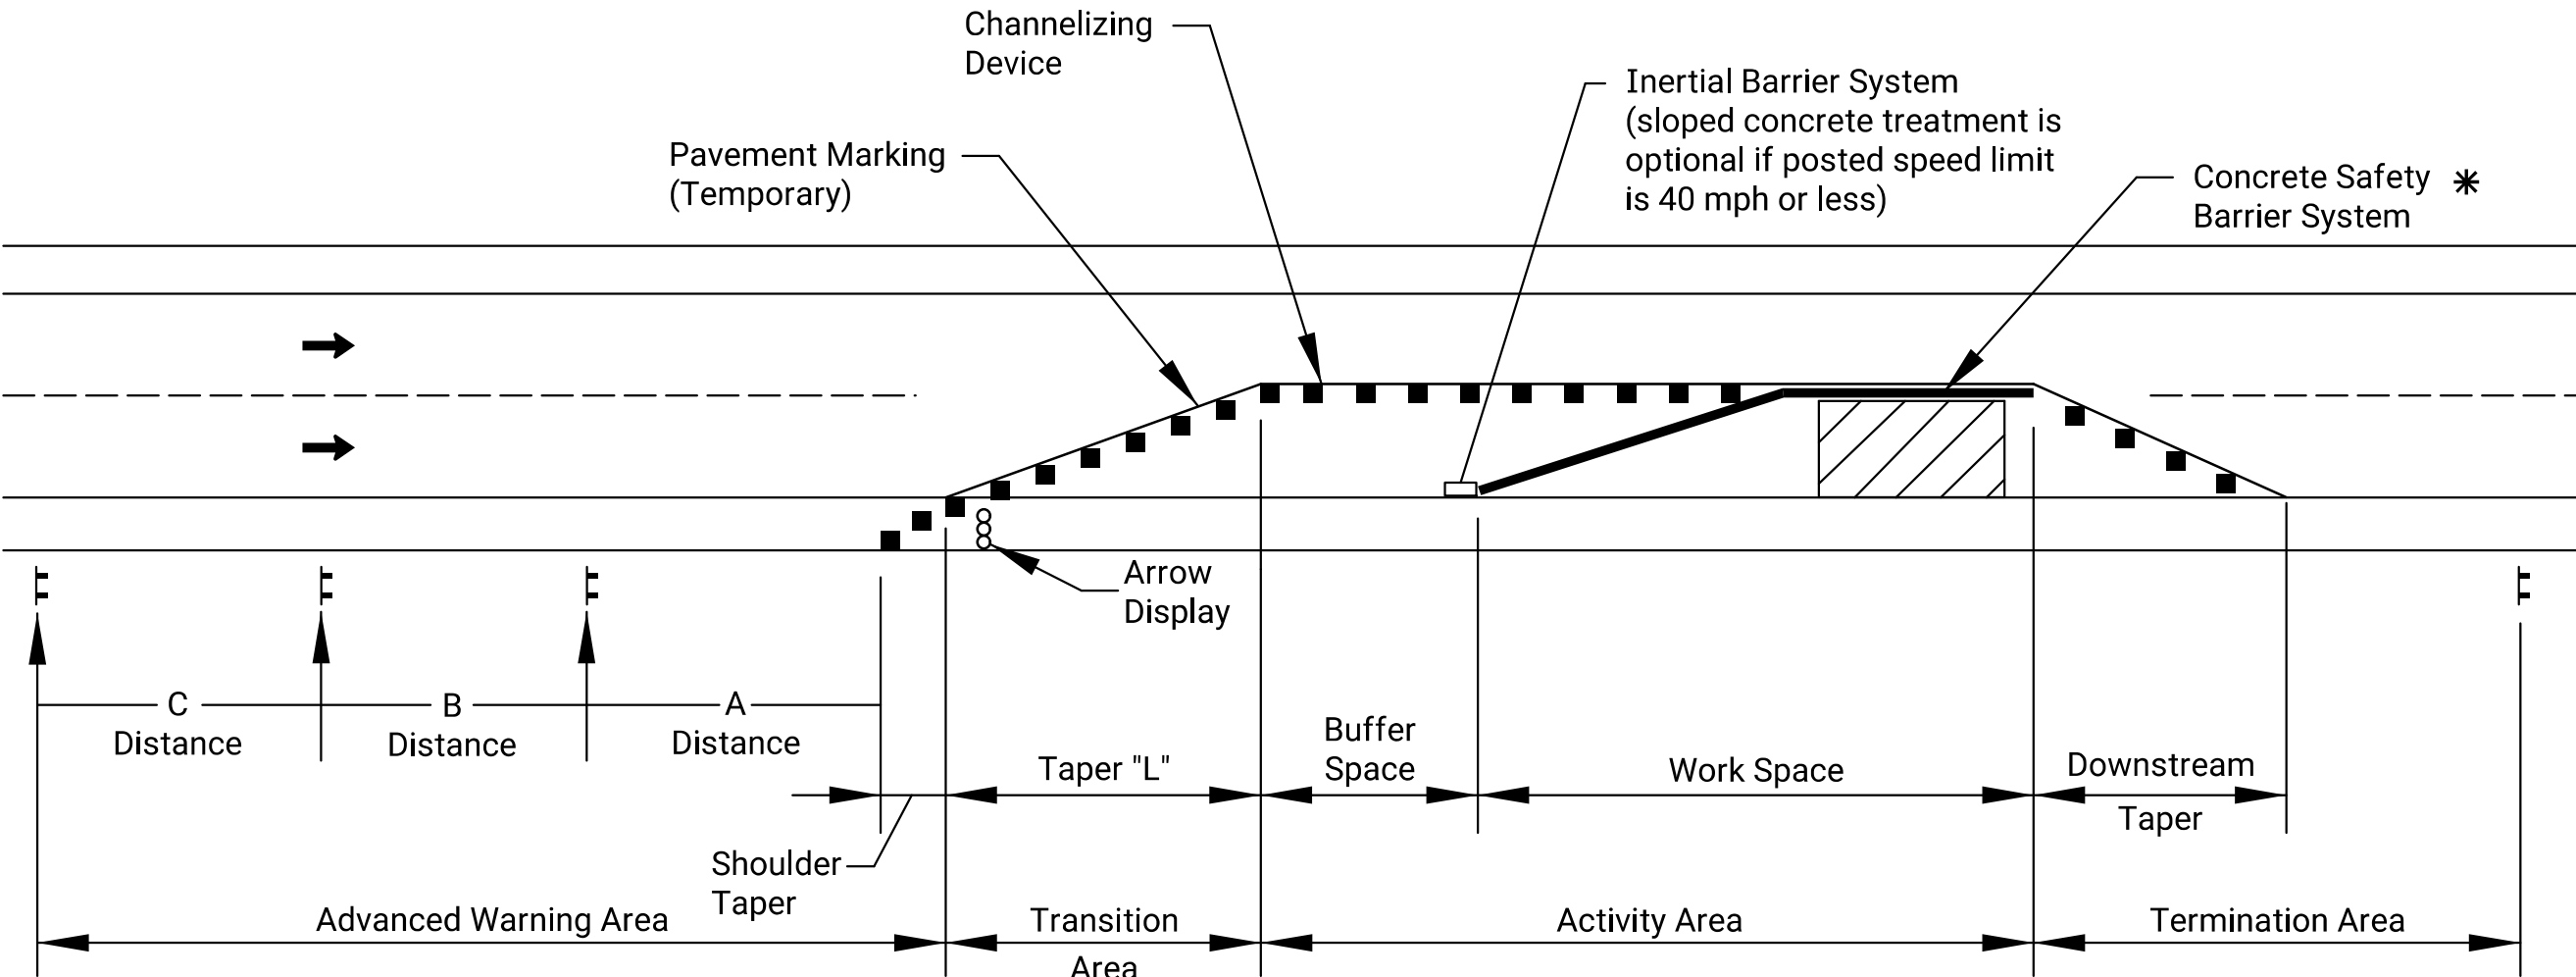 Channelizing
Device
Inertial Barrier System
(sloped concrete treatment is
optional if posted speed limit
is 40 mph or less)
Pavement Marking
(Temporary)
Concrete Safety *
Barrier System
Arrow
Display
C
Distance
B
Distance
A
Distance
Taper "L"
Buffer
Space
Work Space
Downstream
Taper
Shoulder
Taper
Advanced Warning Area
Transition
Area
Activity Area
Termination Area